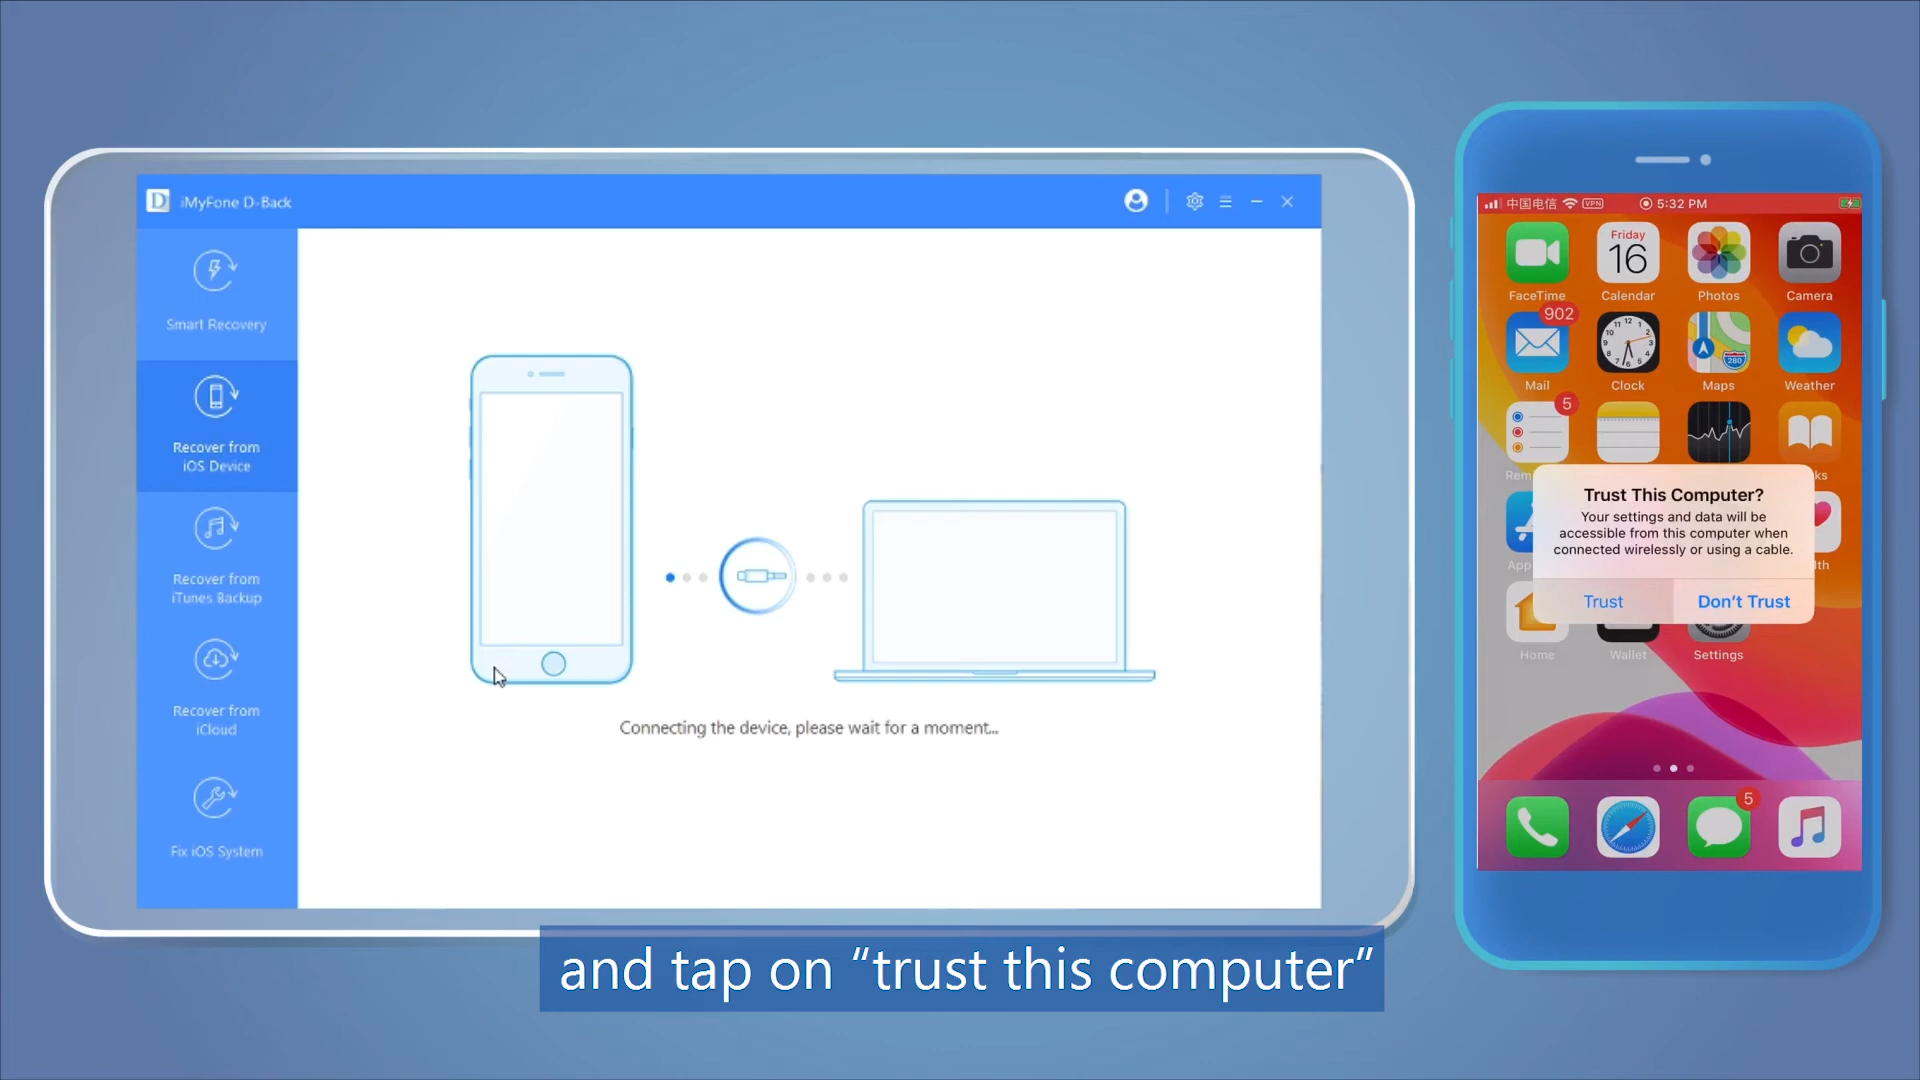 iMyFone D-Back
Smart Recovery
Recover from
iOS Device
Recover from
iTunes Backup
Recover from
iCloud
Fix iOS System
Connecting the device, please wait for a moment...
中国电信 VPN 5:32 PM
Friday
16
FaceTime Calendar Photos Camera
902
280
Mail Clock Maps Weather
5
Trust This Computer?
Your settings and data will be
accessible from this computer when
connected wirelessly or using a cable.
Trust Don't Trust
Home Wallet Settings
5
and tap on “trust this computer”